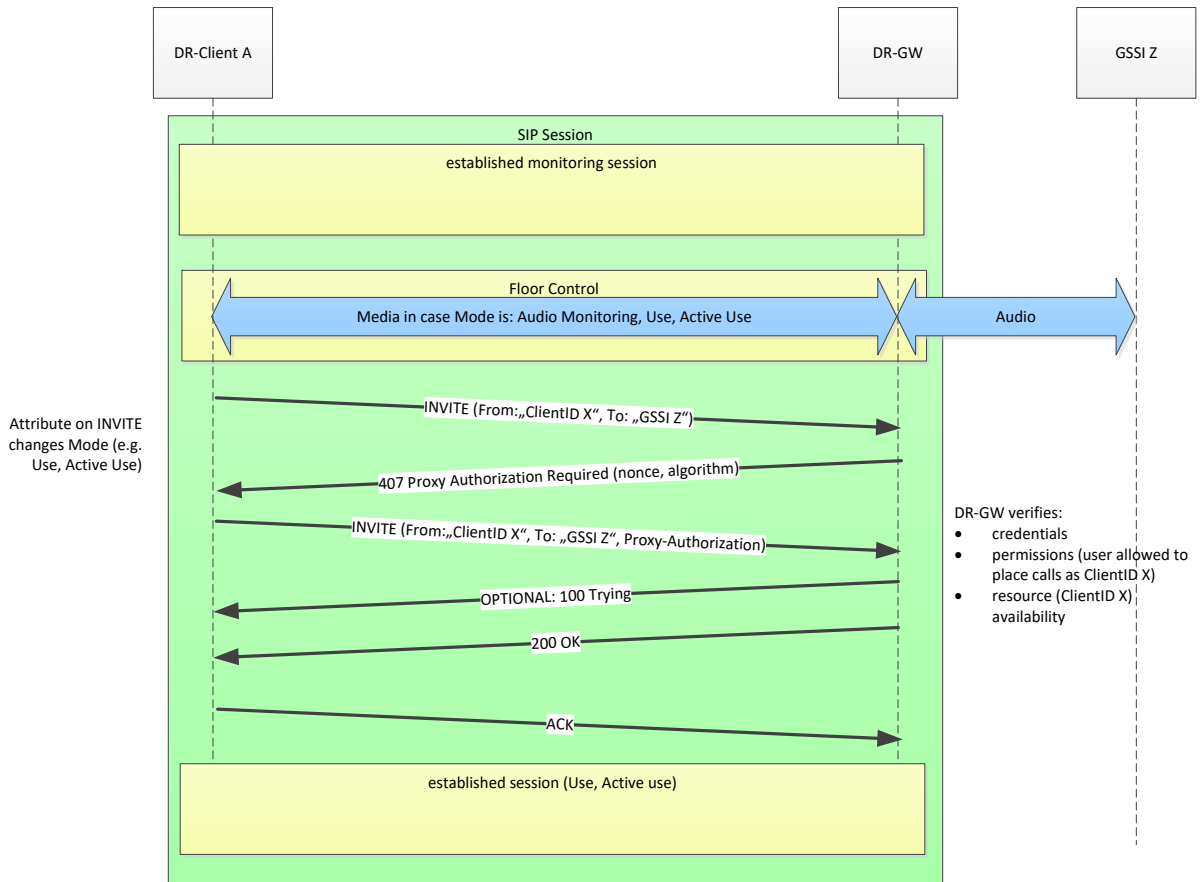 DR-Client A
DR-GW
GSSI Z
SIP Session
established monitoring session
Floor Control
Media in case Mode is: Audio Monitoring, Use, Active Use
Audio
Attribute on INVITE
changes Mode (e.g.
Use, Active Use)
INVITE (From:„ClientID X“, To: „GSSI Z“)
407 Proxy Authorization Required (nonce, algorithm)
INVITE (From:„ClientID X“, To: „GSSI Z“, Proxy-Authorization)
DR-GW verifies:
• credentials
• permissions (user allowed to
place calls as ClientID X)
• resource (ClientID X)
availability
OPTIONAL: 100 Trying
200 OK
ACK
established session (Use, Active use)